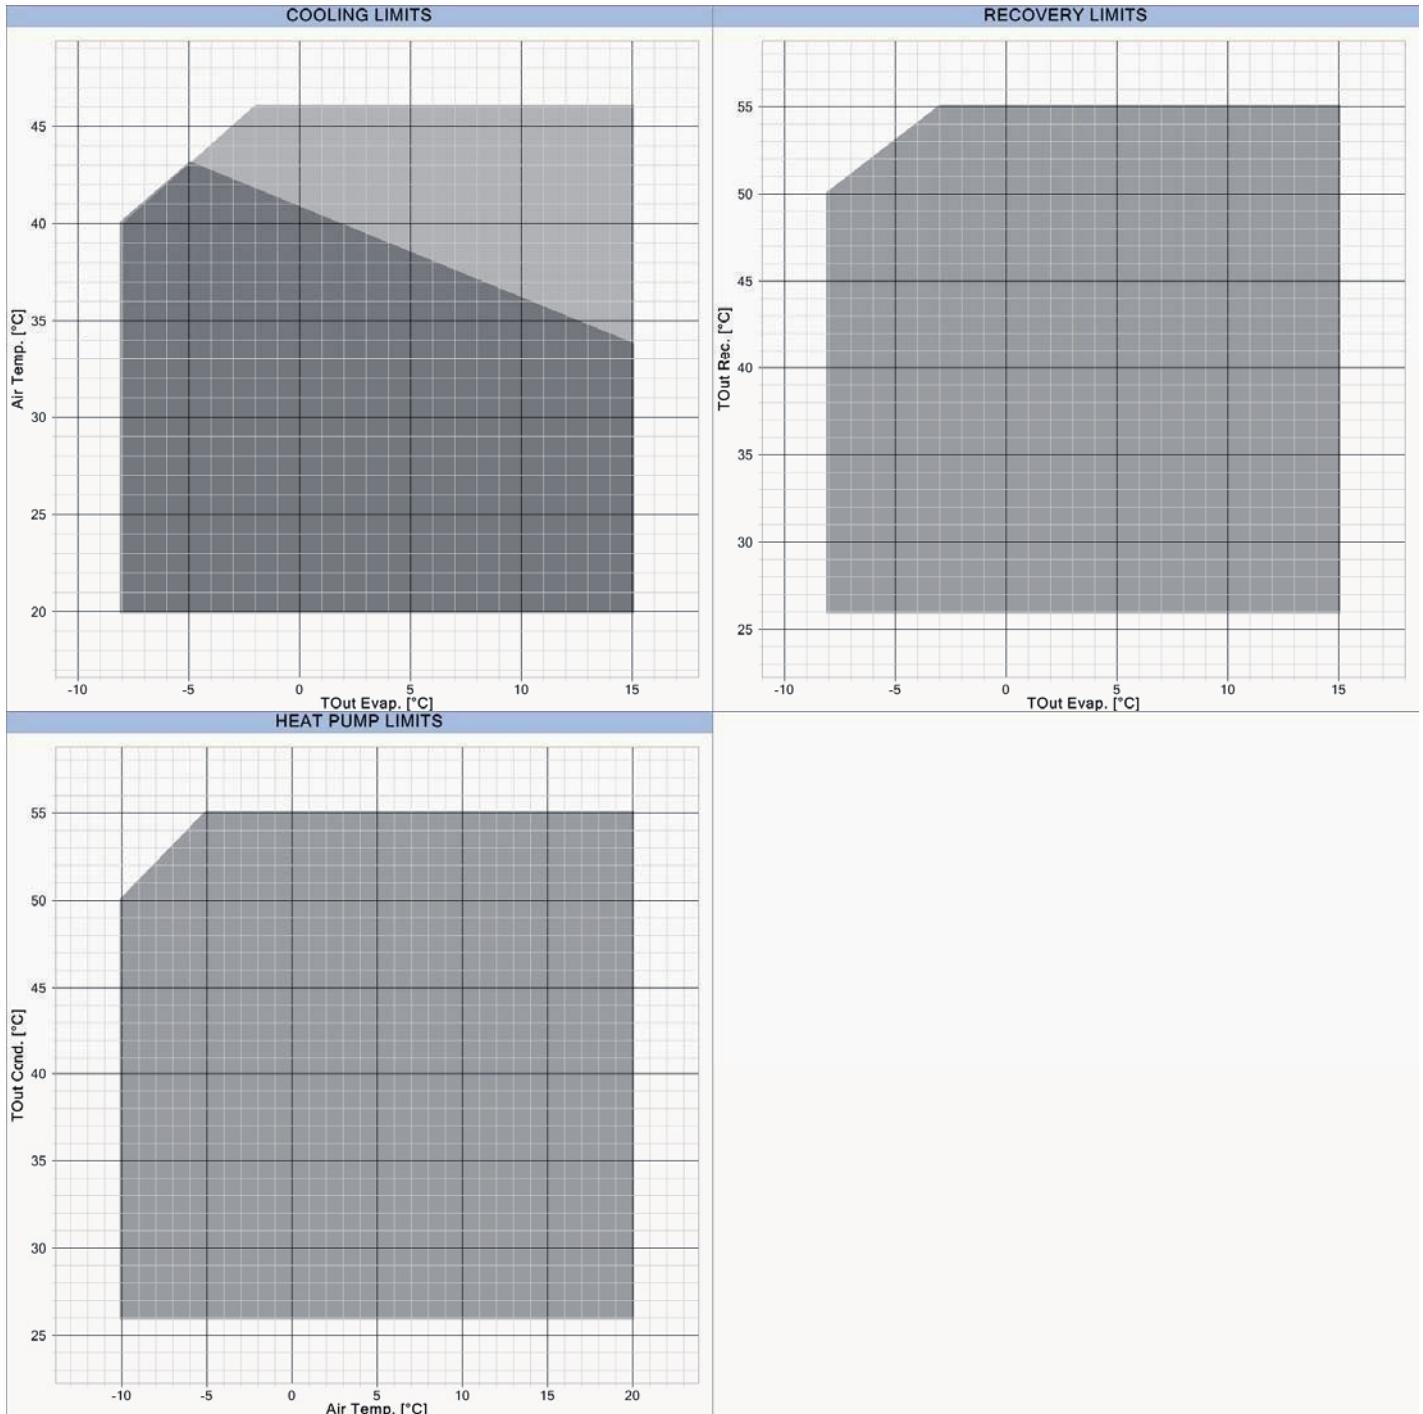 COOLING LIMITS
45
40
35
30
25
20
Air Temp. [°C]
-10 -5 0 5 10 15
TOut Evap. [°C]
RECOVERY LIMITS
55
50
45
40
35
30
25
TOut Rec. [°C]
-10 -5 0 5 10 15
TOut Evap. [°C]
HEAT PUMP LIMITS
55
50
45
40
35
30
25
TOut Cond. [°C]
-10 -5 0 5 10 15 20
Air Temp. [°C]